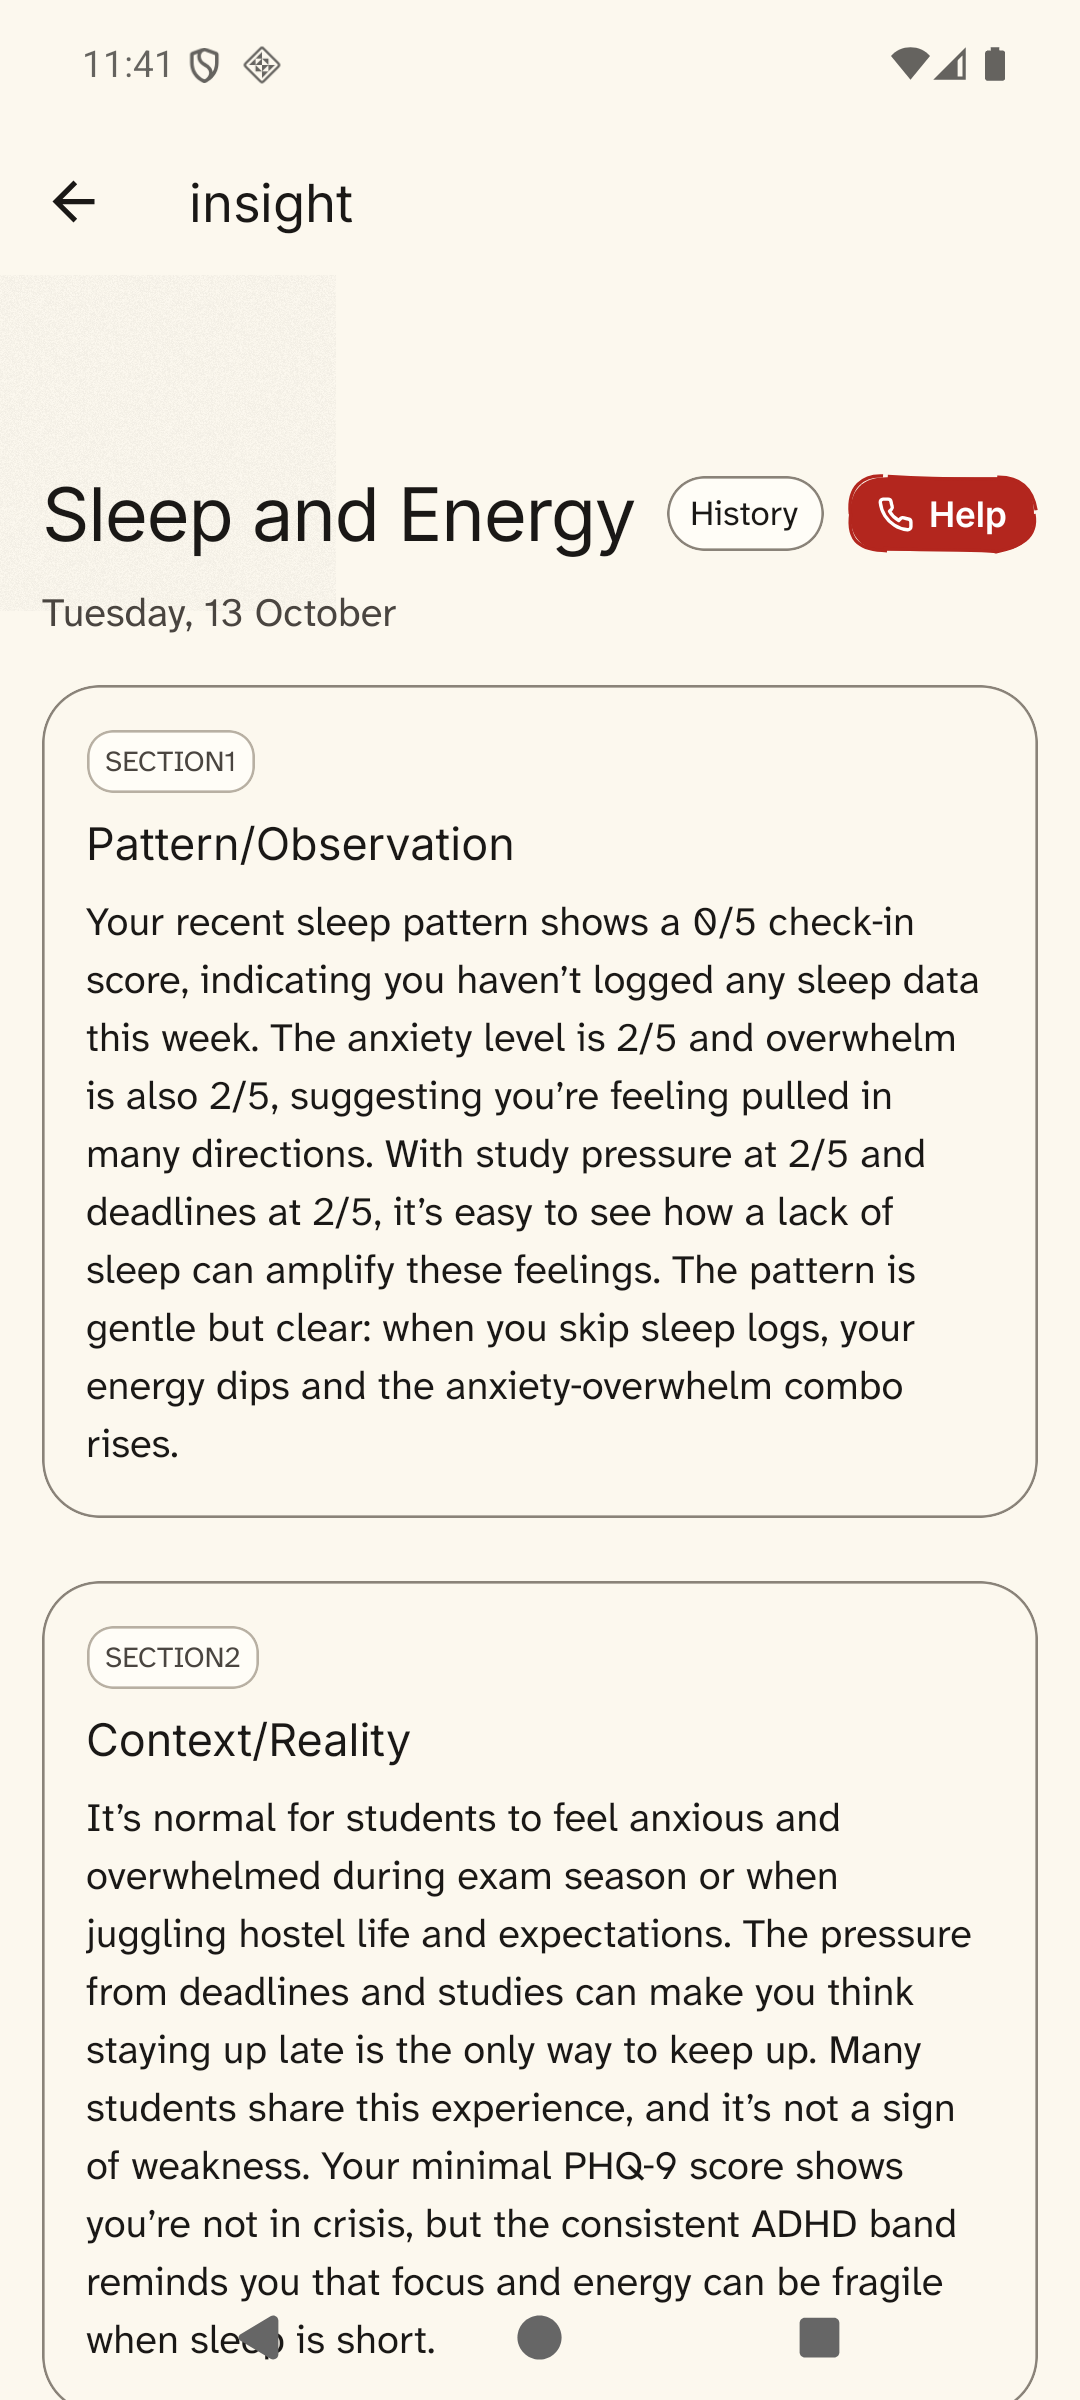 11:41
insight
Sleep and Energy
History
Help
Tuesday, 13 October
SECTION1
Pattern/Observation
Your recent sleep pattern shows a 0/5 check-in
score, indicating you haven’t logged any sleep data
this week. The anxiety level is 2/5 and overwhelm
is also 2/5, suggesting you’re feeling pulled in
many directions. With study pressure at 2/5 and
deadlines at 2/5, it’s easy to see how a lack of
sleep can amplify these feelings. The pattern is
gentle but clear: when you skip sleep logs, your
energy dips and the anxiety-overwhelm combo
rises.
SECTION2
Context/Reality
It’s normal for students to feel anxious and
overwhelmed during exam season or when
juggling hostel life and expectations. The pressure
from deadlines and studies can make you think
staying up late is the only way to keep up. Many
students share this experience, and it’s not a sign
of weakness. Your minimal PHQ-9 score shows
you’re not in crisis, but the consistent ADHD band
reminds you that focus and energy can be fragile
when sleep is short.